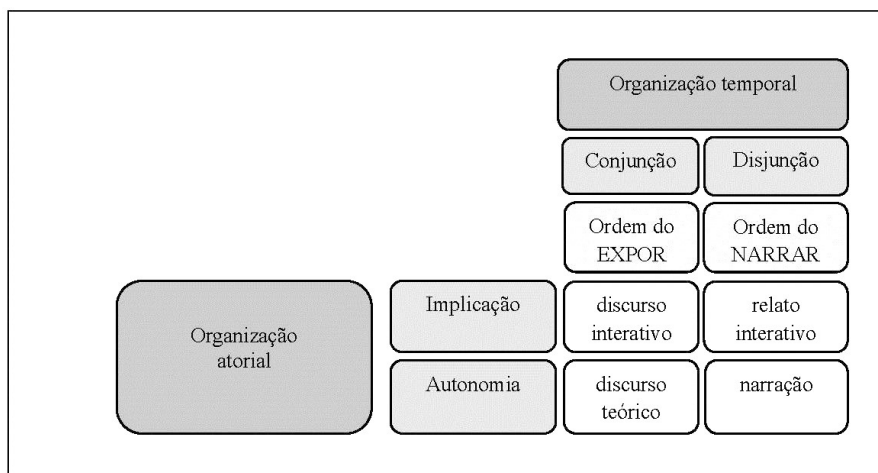 Organização temporal
Conjunção
Disjunção
Ordem do
EXPOR
Ordem do
NARRAR
Organização
atorial
Implicação
discurso
interativo
relato
interativo
Autonomia
discurso
teórico
narração